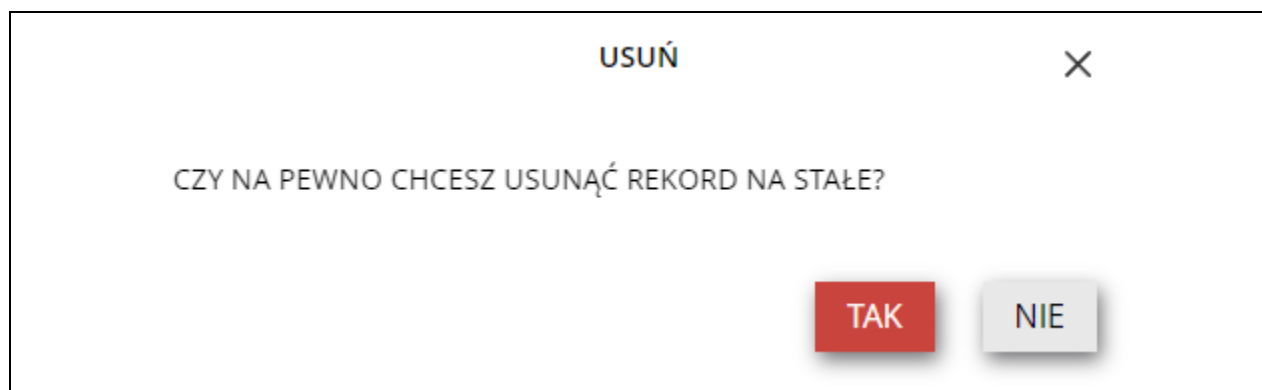 USUŃ
CZY NA PEWNO CHCESZ USUNĄĆ REKORD NA STAŁE?
TAK
NIE